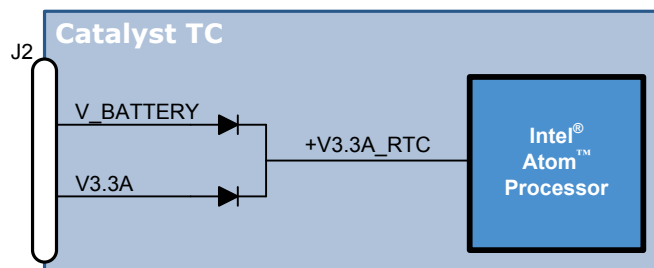 Catalyst TC
J2
V_BATTERY
+V3.3A_RTC
V3.3A
Intel®
Atom™
Processor